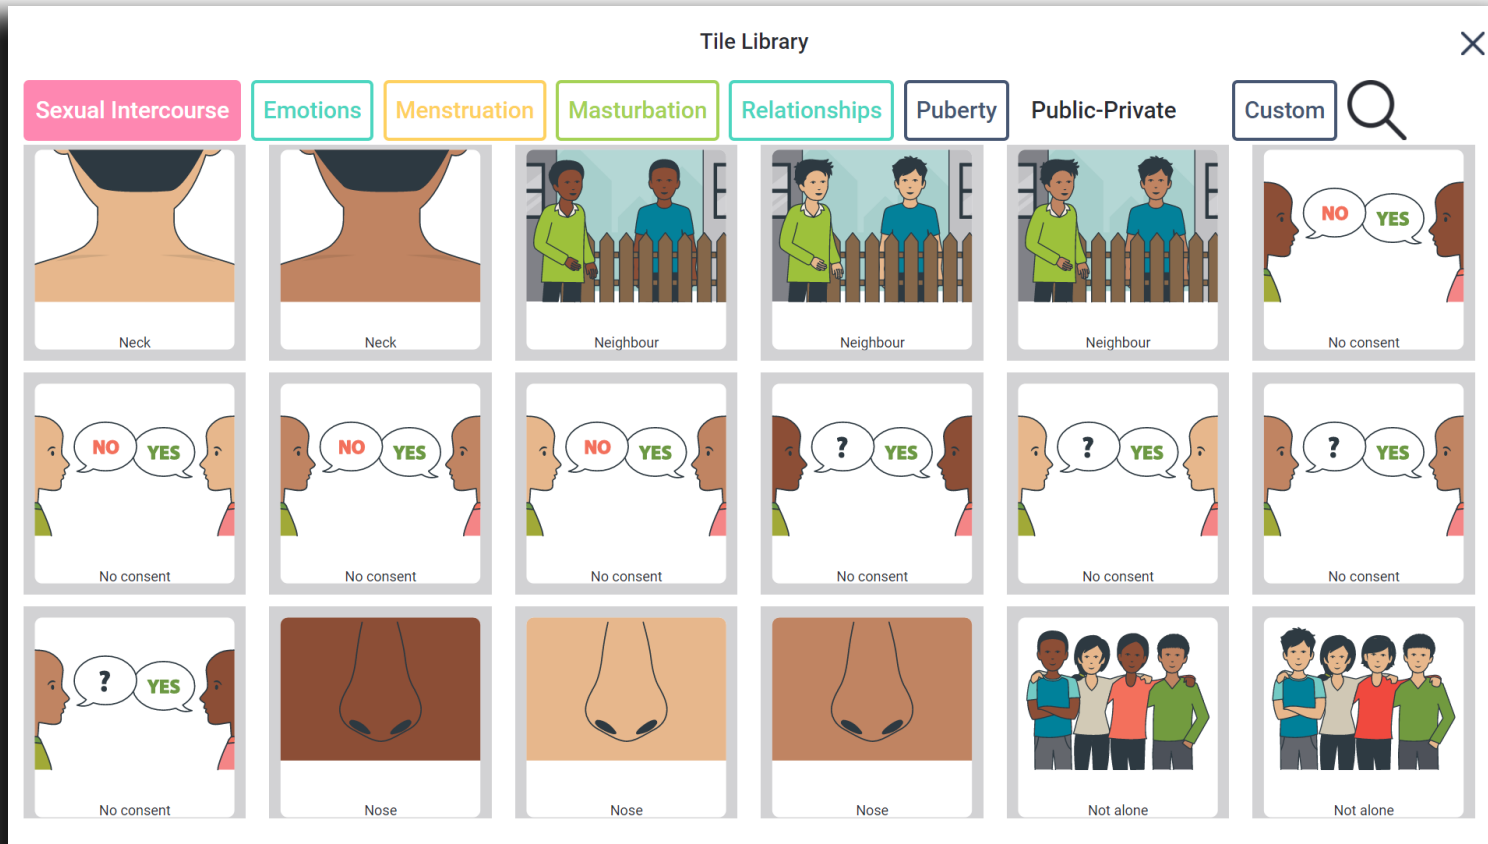 Tile Library
Sexual Intercourse
Emotions
Menstruation
Masturbation
Relationships
Puberty
Public-Private
Custom
Neck
Neck
Neighbour
Neighbour
Neighbour
NO YES
No consent
NO YES
No consent
NO YES
No consent
NO YES
No consent
? YES
No consent
? YES
No consent
? YES
No consent
? YES
No consent
Nose
Nose
Nose
Not alone
Not alone